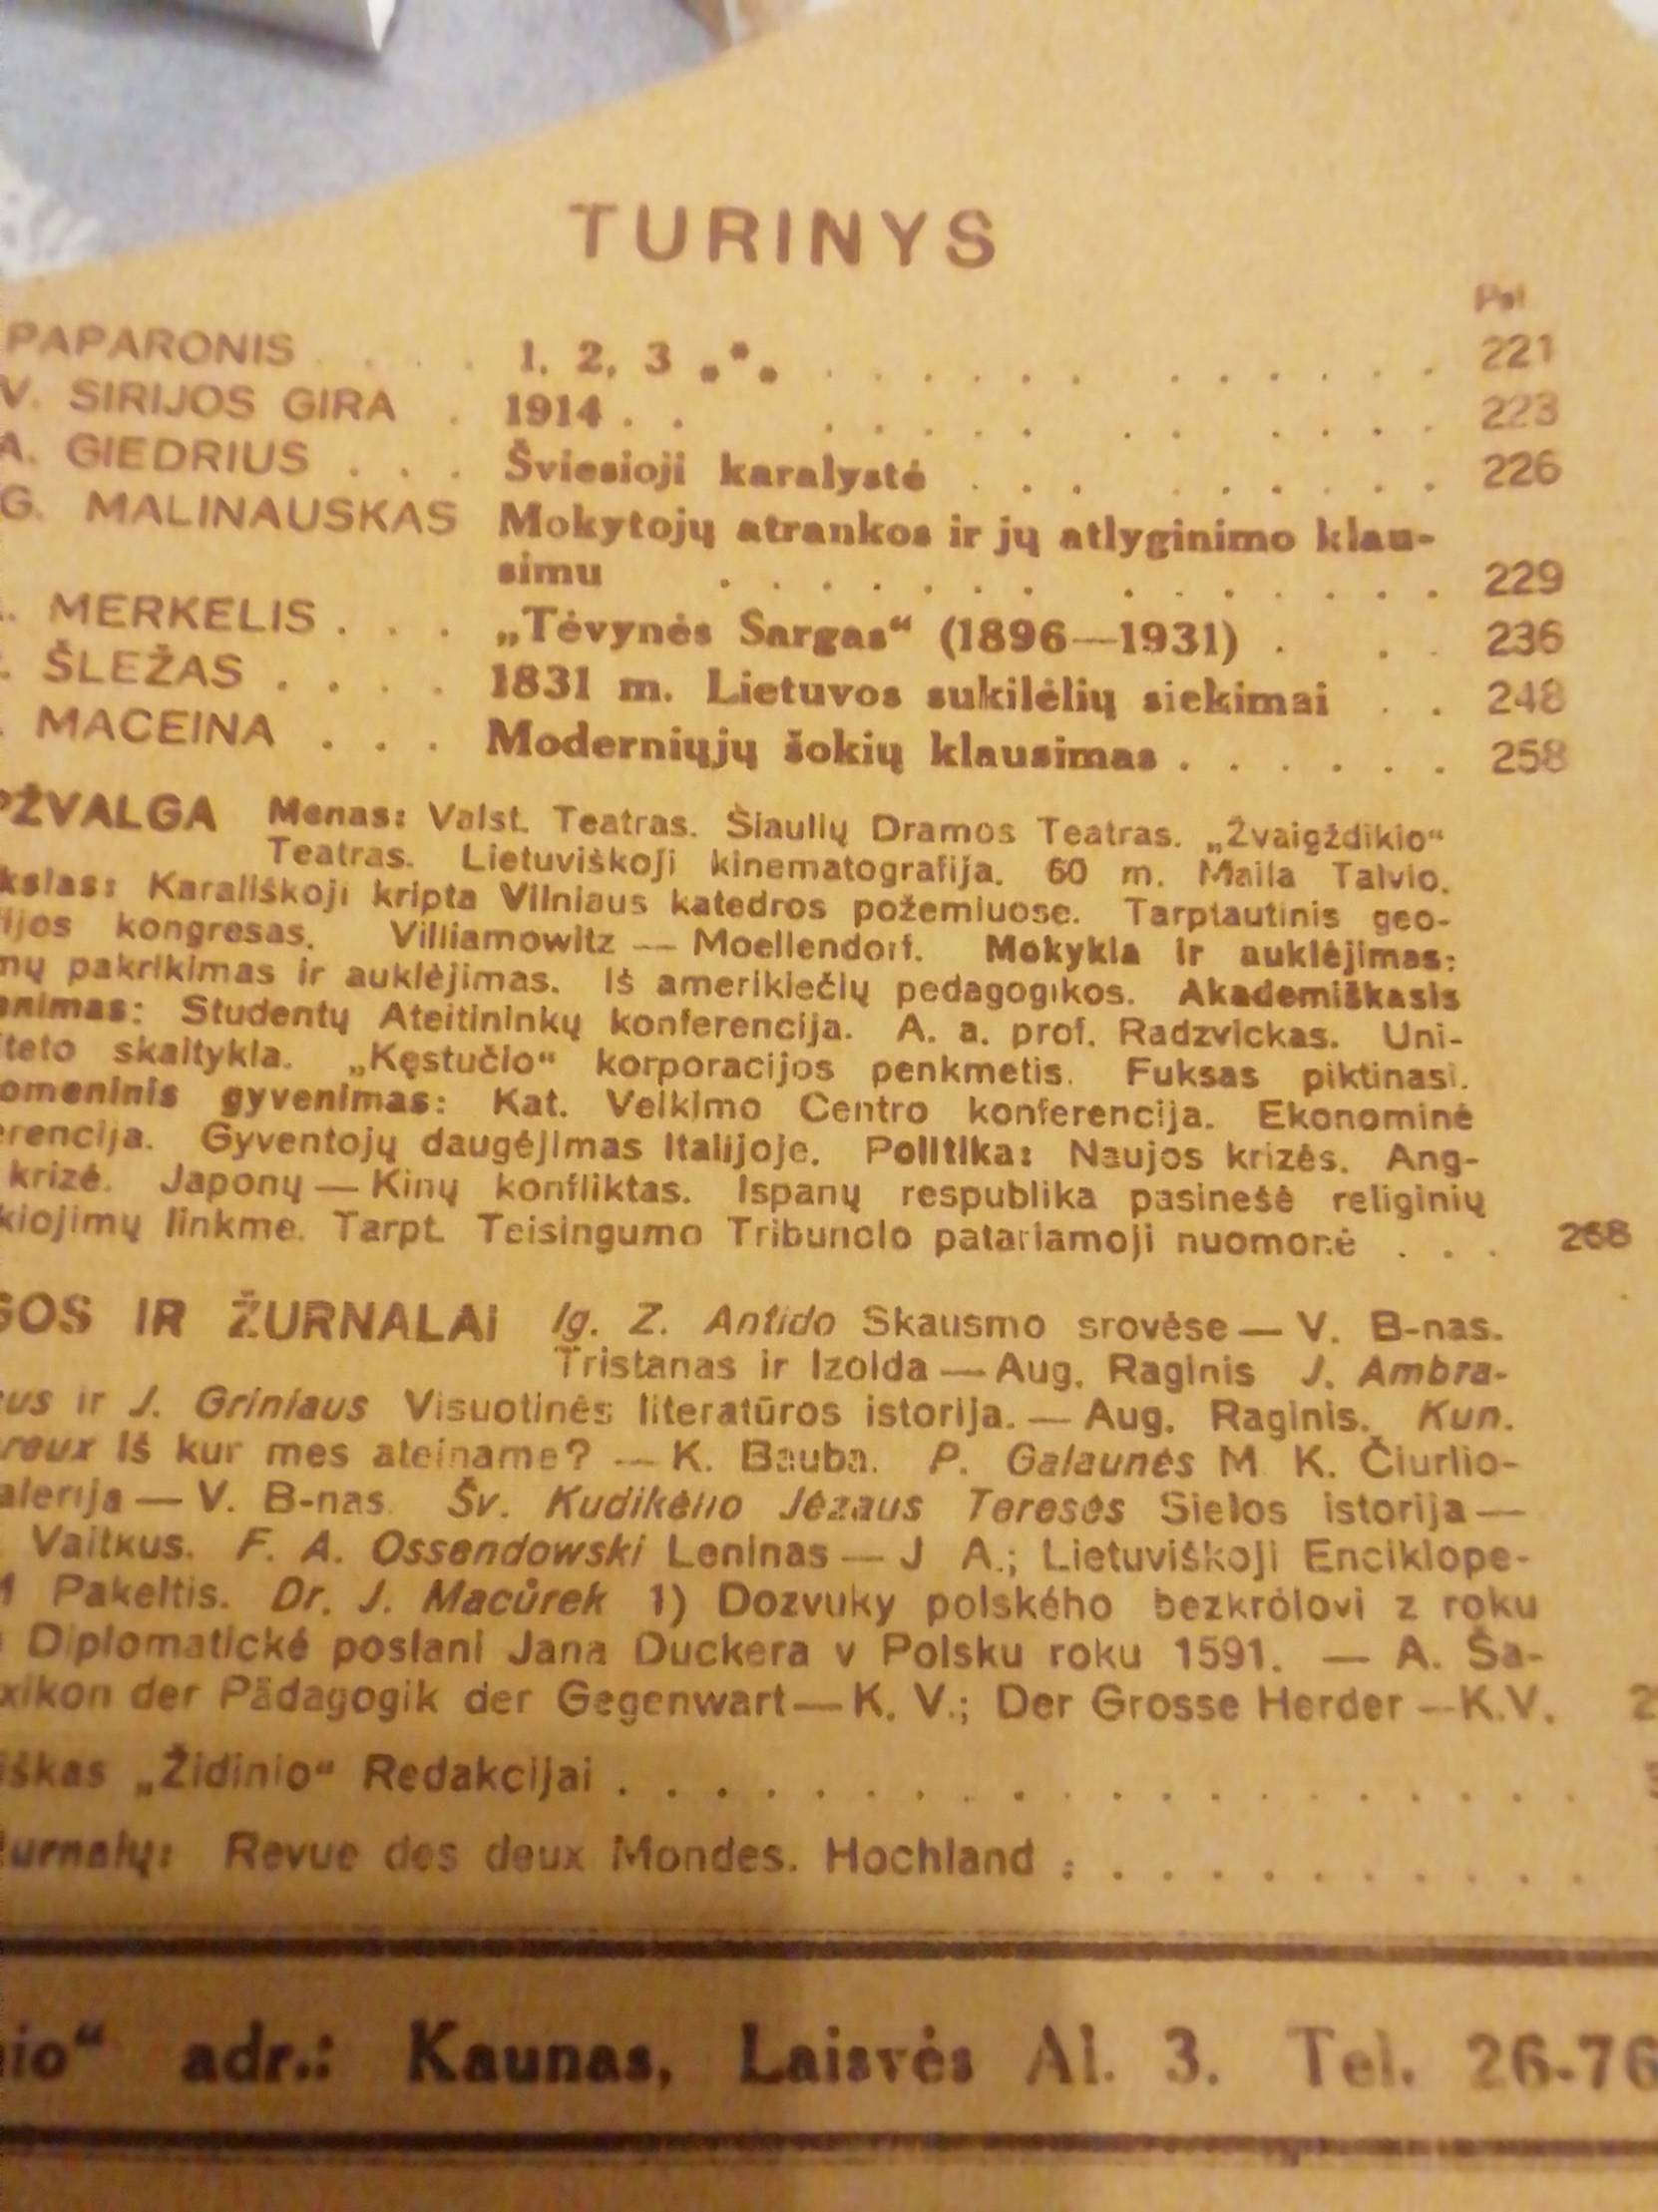 TURINYS
PAPARONIS . . . . 1, 2, 3 . * . . . . . . . . . . . . . 221
V. SIRIJOS GIRA . 1914 . . . . . . . . . . . . . . 223
A. GIEDRIUS . . . Šviesioji karalystė . . . . . . . . . 226
G. MALINAUSKAS Mokytojų atrankos ir jų atlyginimo klau-
simu . . . . . . . . . . . . . 229
MERKELIS . . . „Tėvynės Sargas“ (1896—1931) . . . 236
ŠLEŽAS . . . . 1831 m. Lietuvos sukilėlių siekimai . . 248
MACEINA . . . Moderniųjų šokių klausimas . . . . . . 258
PŽVALGA Menas: Valst. Teatras. Šiaulių Dramos Teatras. „Žvaigždikio“
Teatras. Lietuviškoji kinematografija. 60 m. Maila Talvio.
kslas: Karališkoji kripta Vilniaus katedros požemiuose. Tarptautinis geo-
fijos kongresas. Villiamowitz — Moellendorf. Mokykla ir auklėjimas:
mų pakrikimas ir auklėjimas. Iš amerikiečių pedagogikos. Akademiškasis
enimas: Studentų Ateitininkų konferencija. A. a. prof. Radzvickas. Uni-
teto skaitykla. „Kęstučio“ korporacijos penkmetis. Fuksas piktinasi.
omeninis gyvenimas: Kat. Veikimo Centro konferencija. Ekonominė
erencija. Gyventojų daugėjimas Italijoje. Politika: Naujos krizės. Ang-
krizė. Japonų — Kinų konfliktas. Ispanų respublika pasinešė religinių
kiojimų linkme. Tarpt. Teisingumo Tribunolo patariamoji nuomonė . . . 268
GOS IR ŽURNALAI Ig. Z. Antido Skausmo srovėse — V. B-nas.
Tristanas ir Izolda — Aug. Raginis J. Ambra-
us ir J. Griniaus Visuotinės literatūros istorija. — Aug. Raginis. Kun.
reux Iš kur mes ateiname? — K. Bauba. P. Galaunės M K. Čiurlio-
alerija — V. B-nas. Šv. Kudikėlio Jėzaus Teresės Sielos istorija —
Vaitkus. F. A. Ossendowski Leninas — J A.; Lietuviškoji Enciklope-
Pakeltis. Dr. J. Macůrek 1) Dozvuky polského bezkrólovi z roku
Diplomatické poslani Jana Duckera v Polsku roku 1591. — A. Ša-
xikon der Pädagogik der Gegenwart — K. V.; Der Grosse Herder — K.V.
iškas „Židinio“ Redakcijai . . . . . . . . . . . . . . .
urnalų: Revue des deux Mondes. Hochland : . . . . . . . . . . .
io“ adr.: Kaunas, Laisvės Al. 3. Tel. 26-76